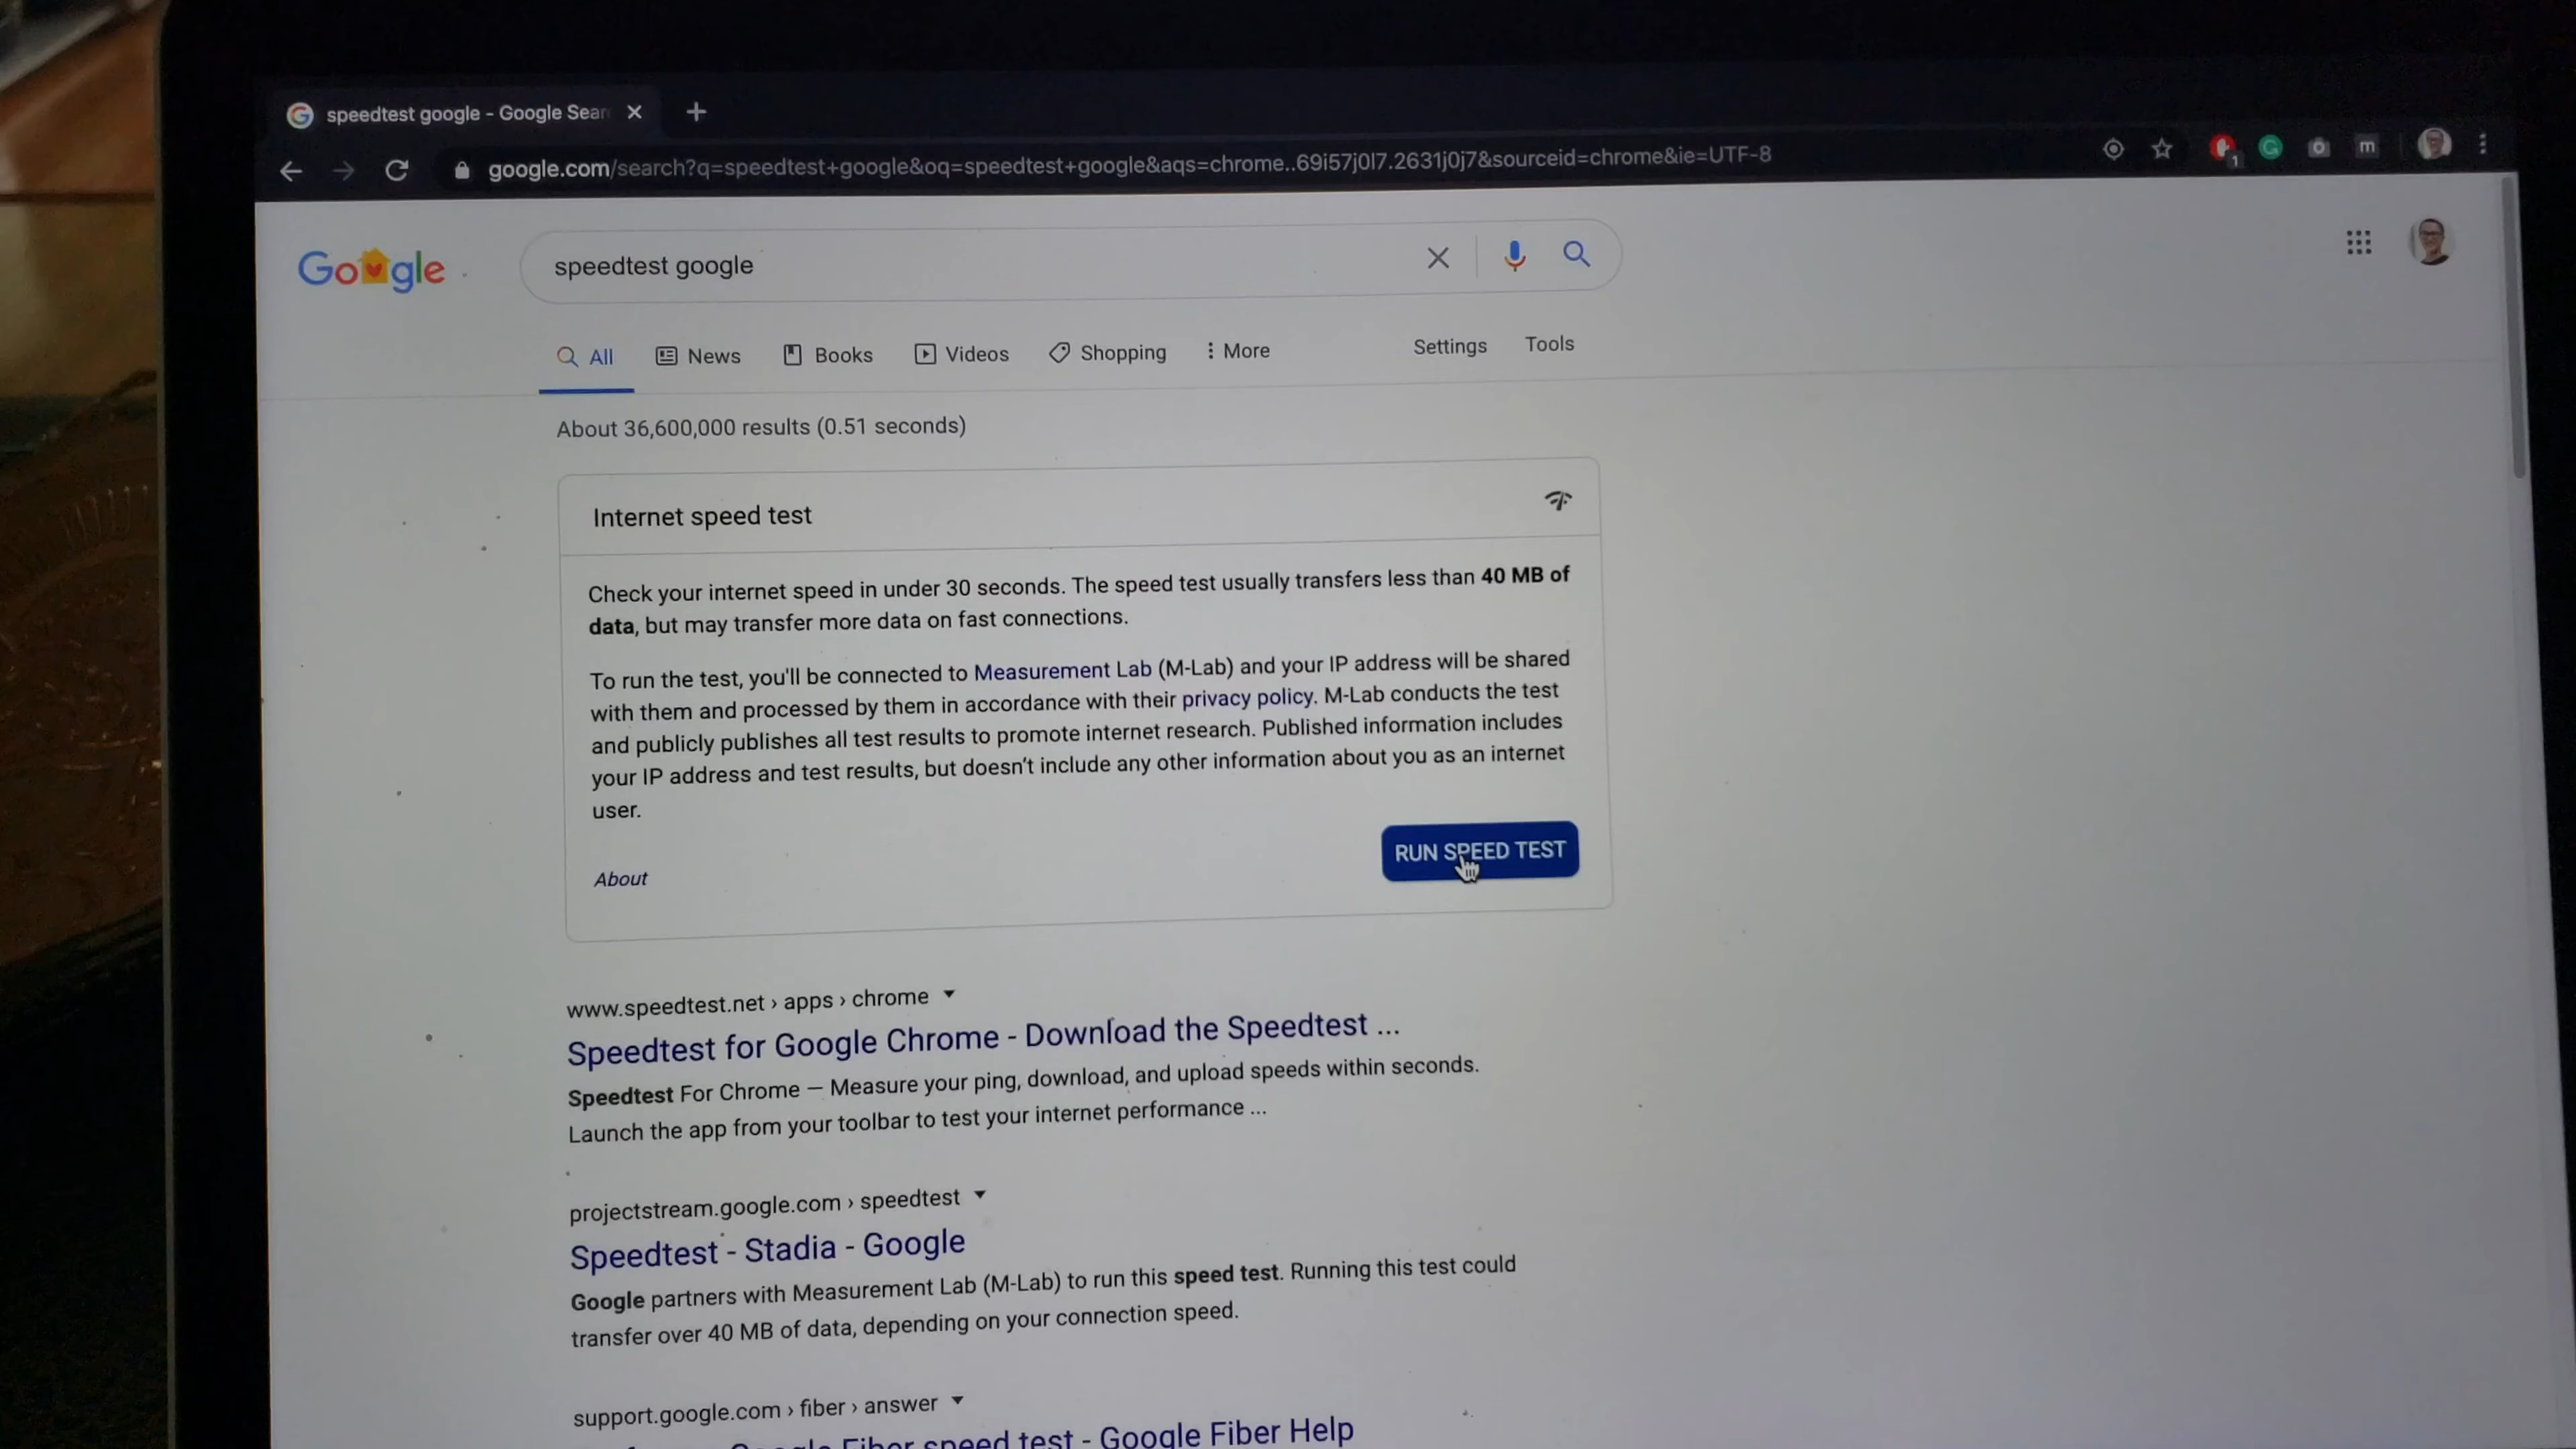 speedtest google - Google Sear
google.com/search?q=speedtest+google&oq=speedtest+google&aqs=chrome..69i57j0l7.2631j0j7&sourceid=chrome&ie=UTF-8
1
m
Google
speedtest google
All News Books Videos Shopping More Settings Tools
About 36,600,000 results (0.51 seconds)
Internet speed test
Check your internet speed in under 30 seconds. The speed test usually transfers less than 40 MB of
data, but may transfer more data on fast connections.
To run the test, you'll be connected to Measurement Lab (M-Lab) and your IP address will be shared
with them and processed by them in accordance with their privacy policy. M-Lab conducts the test
and publicly publishes all test results to promote internet research. Published information includes
your IP address and test results, but doesn't include any other information about you as an internet
user.
RUN SPEED TEST
About
www.speedtest.net › apps › chrome
Speedtest for Google Chrome - Download the Speedtest ...
Speedtest For Chrome — Measure your ping, download, and upload speeds within seconds.
Launch the app from your toolbar to test your internet performance ...
projectstream.google.com › speedtest
Speedtest - Stadia - Google
Google partners with Measurement Lab (M-Lab) to run this speed test. Running this test could
transfer over 40 MB of data, depending on your connection speed.
support.google.com › fiber › answer
Google Fiber speed test - Google Fiber Help